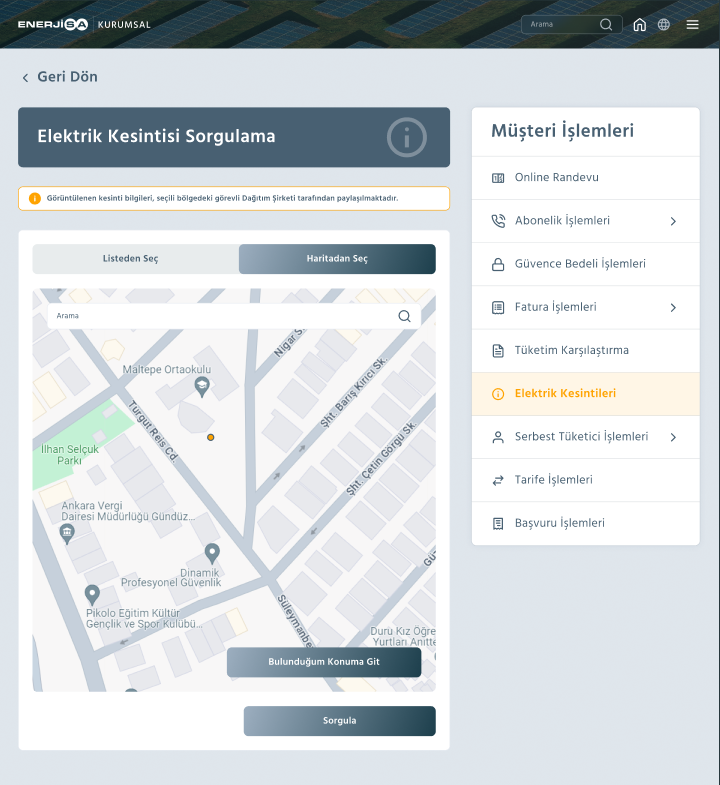 ENERJİSA KURUMSAL
Arama
Geri Dön
Elektrik Kesintisi Sorgulama
Görüntülenen kesinti bilgileri, seçili bölgedeki görevli Dağıtım Şirketi tarafından paylaşılmaktadır.
Listeden Seç
Haritadan Seç
Arama
Nigar S
Maltepe Ortaokulu
Turgut Reis Cd
Şht. Barış Kirici Sk
Şht. Çetin Görgü Sk
İlhan Selçuk
Parkı
Ankara Vergi
Dairesi Müdürlüğü Gündüz...
Dinamik
Profesyonel Güvenlik
Pikolo Eğitim Kültür
Gençlik ve Spor Kulübü...
Süleymanbe
Duru Kız Öğre
Yurtları Anitte
Bulunduğum Konuma Git
Sorgula
Müşteri İşlemleri
Online Randevu
Abonelik İşlemleri
Güvence Bedeli İşlemleri
Fatura İşlemleri
Tüketim Karşılaştırma
Elektrik Kesintileri
Serbest Tüketici İşlemleri
Tarife İşlemleri
Başvuru İşlemleri